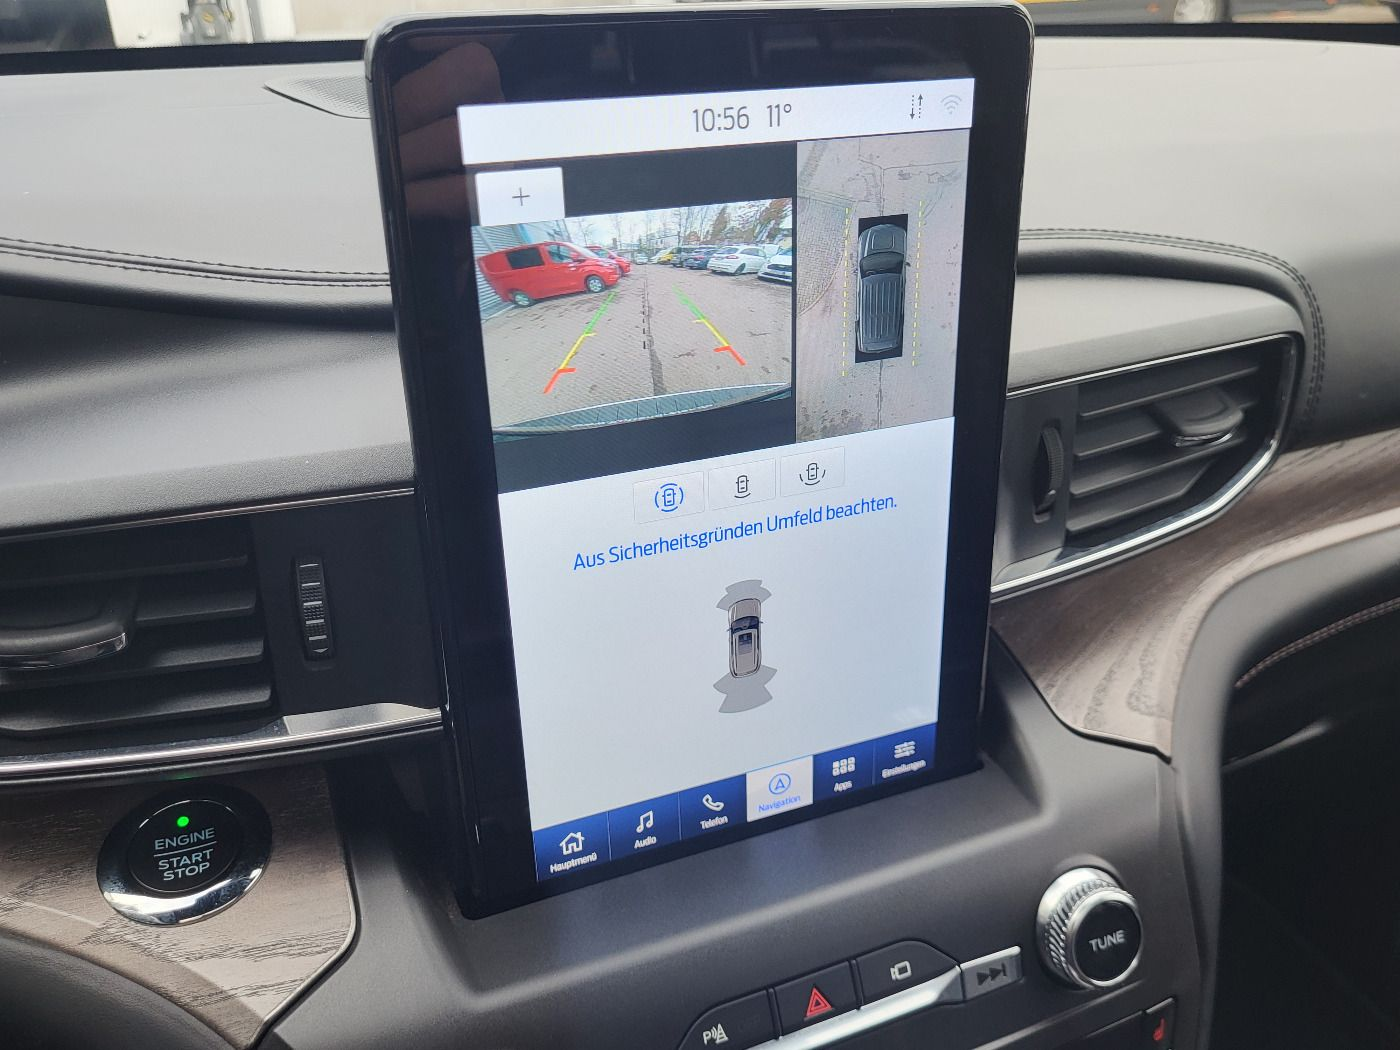 10:56 11°
+
Aus Sicherheitsgründen Umfeld beachten.
Hauptmenü
Audio
Telefon
Navigation
Apps
Einstellungen
ENGINE
START
STOP
TUNE
P